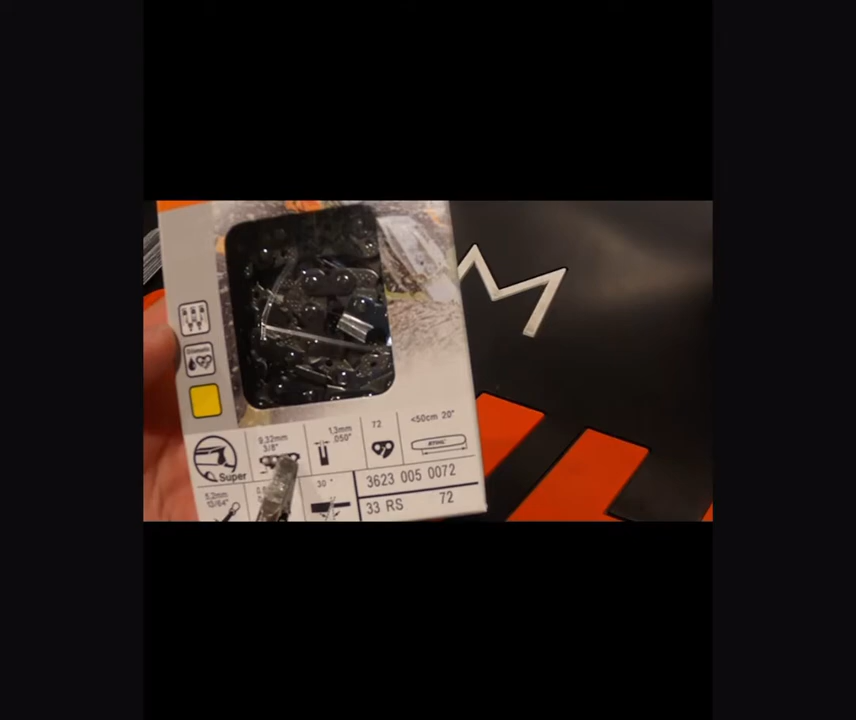 Oilomatic
Super
9,32mm
3/8"
1,3mm
.050"
72
<50cm 20"
STIHL
5,2mm
13/64"
30°
3623 005 0072
33 RS 72
M